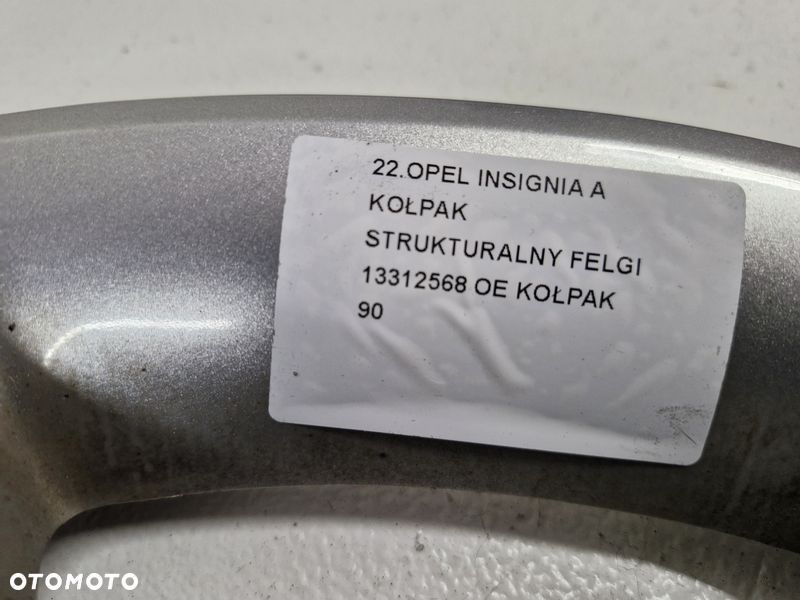 22.OPEL INSIGNIA A
KOŁPAK
STRUKTURALNY FELGI
13312568 OE KOŁPAK
90
OTOMOTO